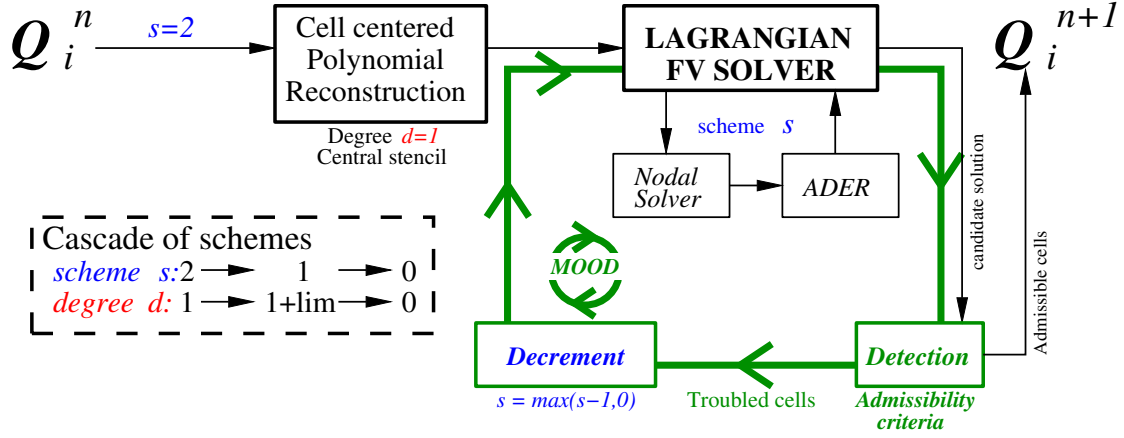 Q i n
s=2
Cell centered
Polynomial
Reconstruction
Degree d=1
Central stencil
LAGRANGIAN
FV SOLVER
scheme s
Nodal
Solver
ADER
Q i n+1
candidate solution
Admissible cells
Cascade of schemes
scheme s: 2 1 0
degree d: 1 1+lim 0
MOOD
Decrement
s = max(s−1,0)
Troubled cells
Detection
Admissibility
criteria